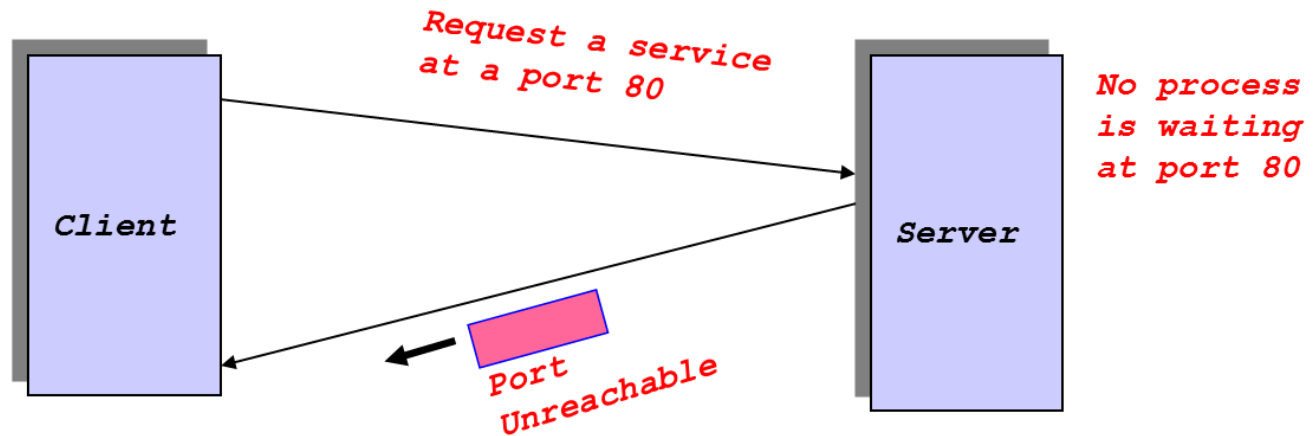 Request a service
at a port 80
No process
is waiting
at port 80
Client
Server
Port
Unreachable